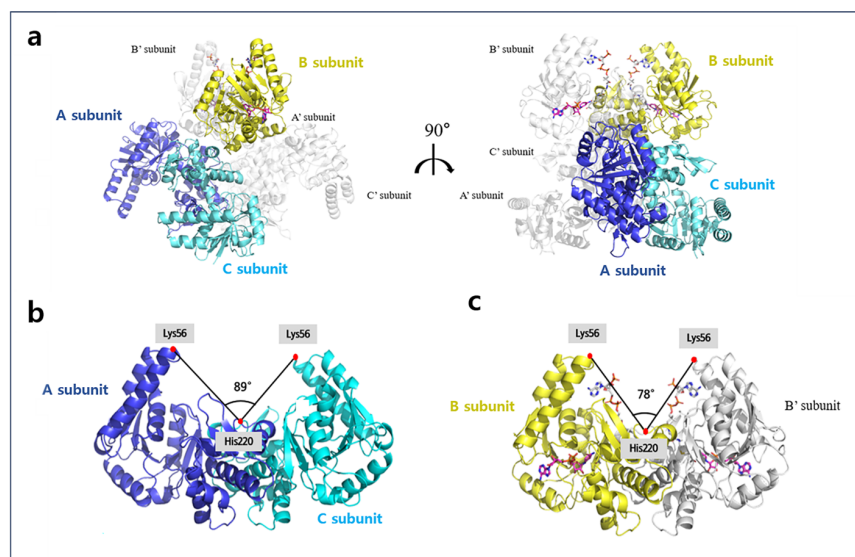 a
B' subunit
B subunit
A subunit
A' subunit
C' subunit
C subunit
90°
B' subunit
B subunit
C' subunit
C subunit
A' subunit
A subunit
b
Lys56
Lys56
A subunit
89°
His220
C subunit
c
Lys56
Lys56
B subunit
78°
B' subunit
His220